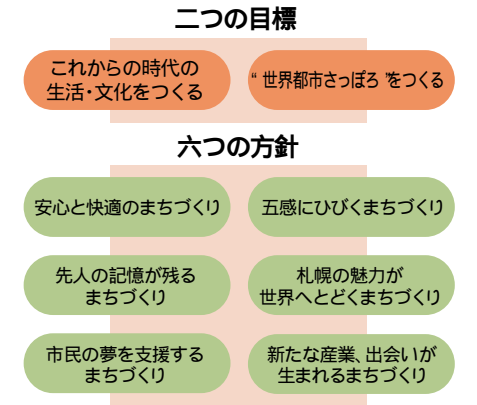 二つの目標
これからの時代の
生活・文化をつくる
“世界都市さっぽろ”をつくる
六つの方針
安心と快適のまちづくり
五感にひびくまちづくり
先人の記憶が残る
まちづくり
札幌の魅力が
世界へとどくまちづくり
市民の夢を支援する
まちづくり
新たな産業、出会いが
生まれるまちづくり